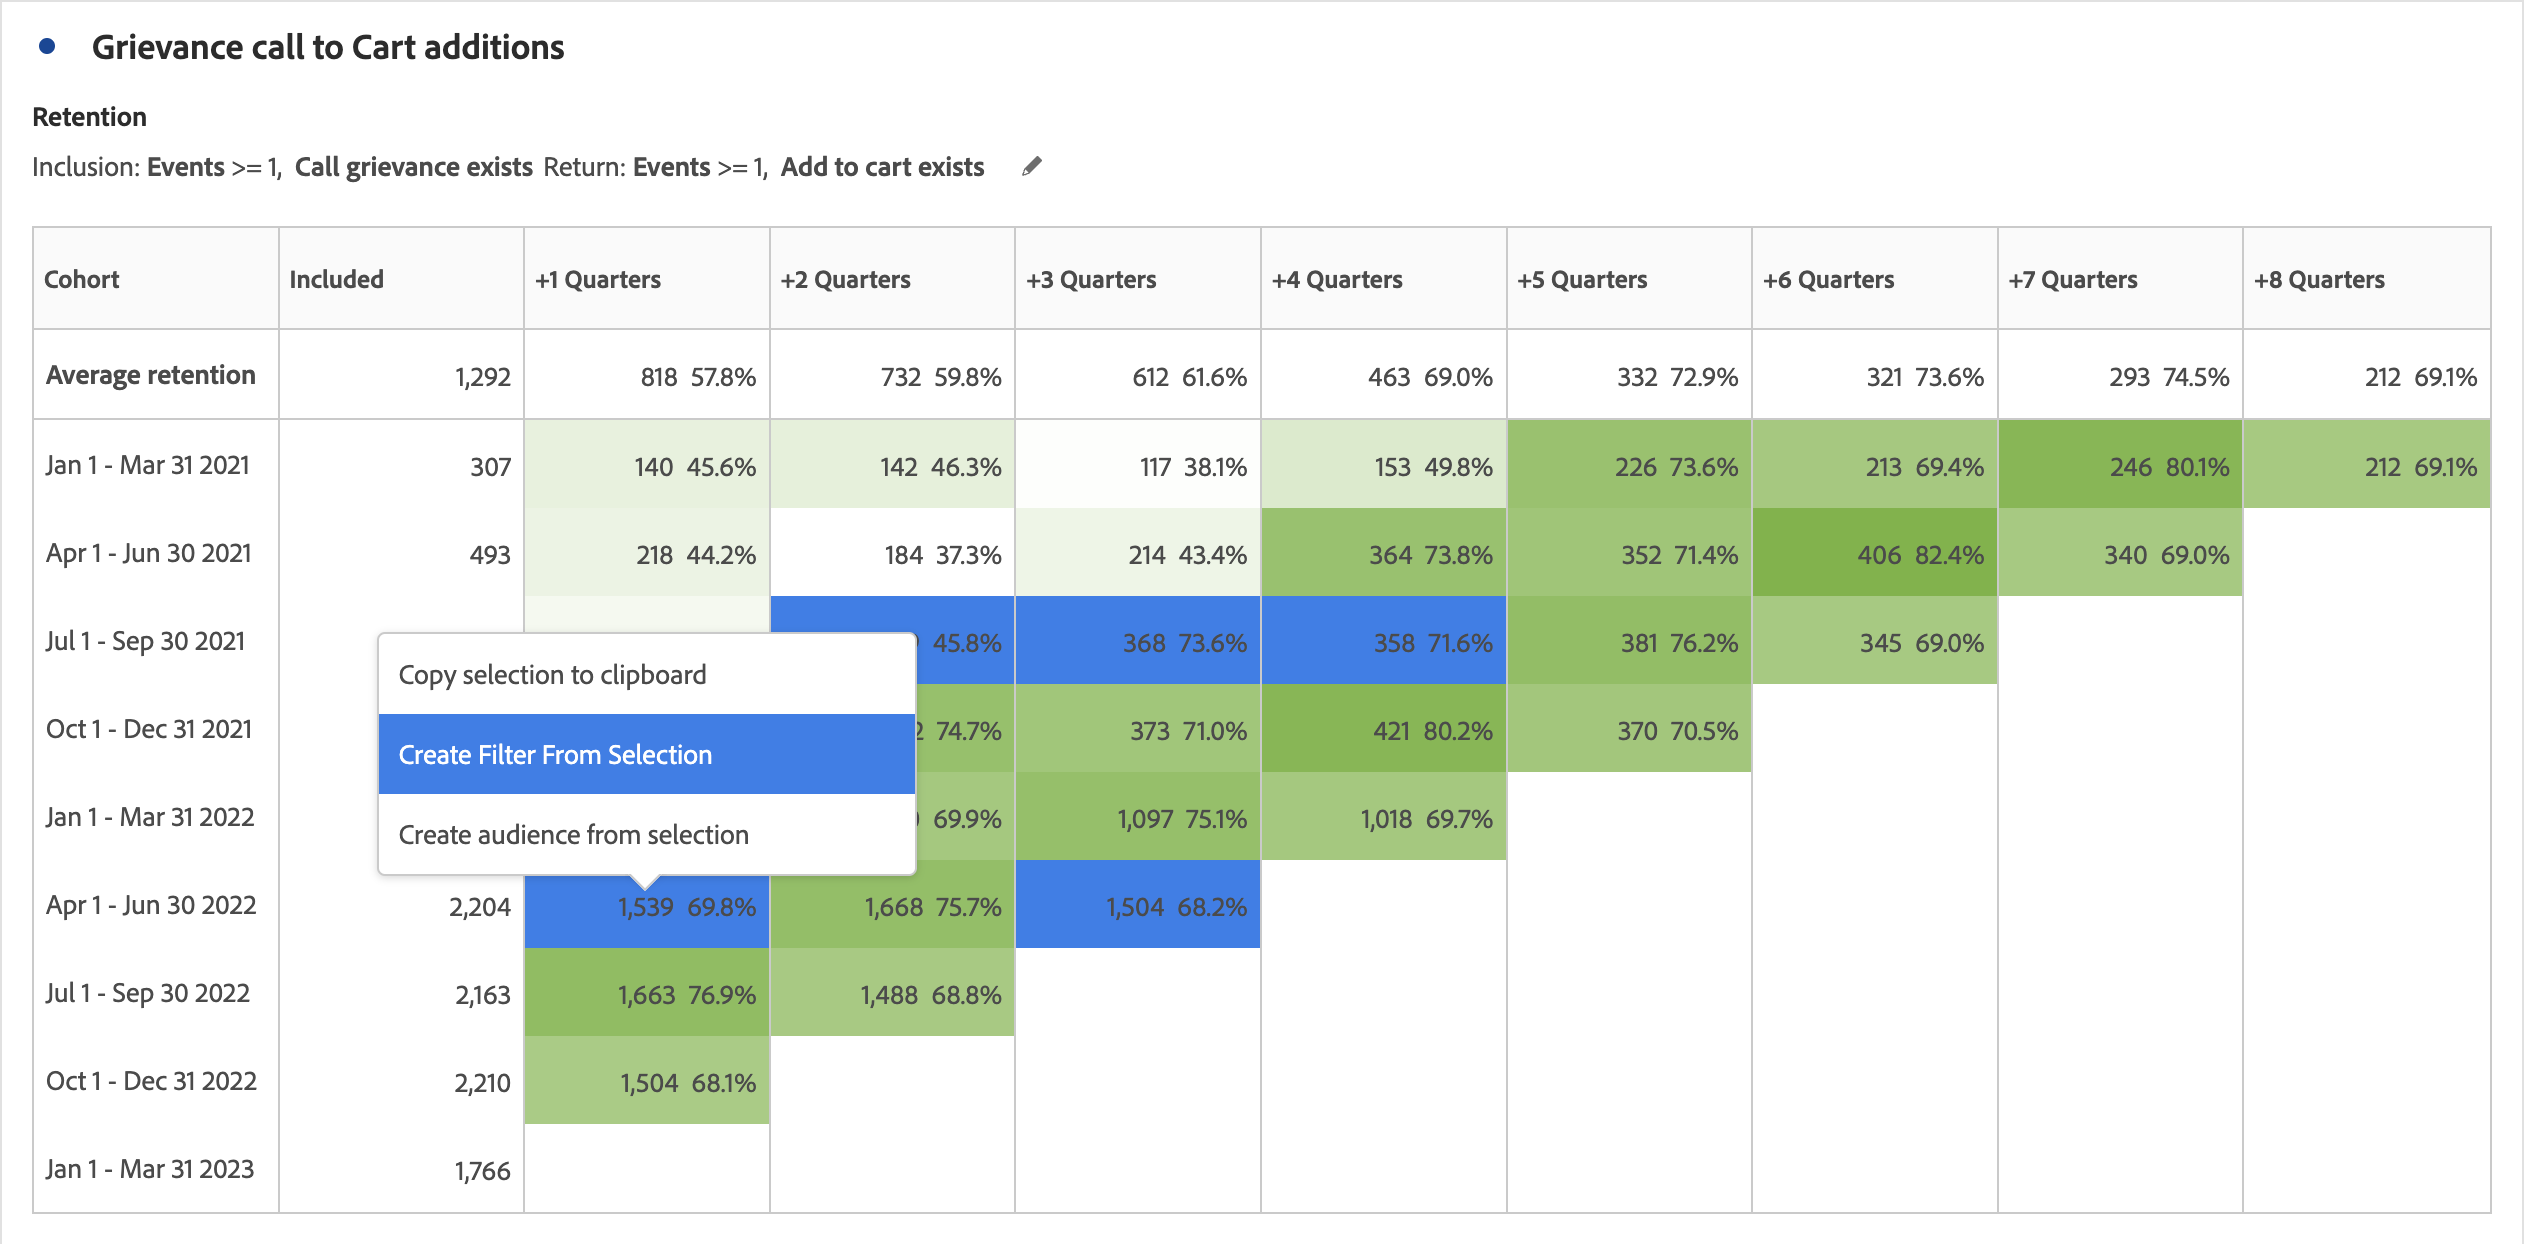 Grievance call to Cart additions
Retention
Inclusion: Events >= 1, Call grievance exists Return: Events >= 1, Add to cart exists
Cohort Included +1 Quarters +2 Quarters +3 Quarters +4 Quarters +5 Quarters +6 Quarters +7 Quarters +8 Quarters
Average retention 1,292 818 57.8% 732 59.8% 612 61.6% 463 69.0% 332 72.9% 321 73.6% 293 74.5% 212 69.1%
Jan 1 - Mar 31 2021 307 140 45.6% 142 46.3% 117 38.1% 153 49.8% 226 73.6% 213 69.4% 246 80.1% 212 69.1%
Apr 1 - Jun 30 2021 493 218 44.2% 184 37.3% 214 43.4% 364 73.8% 352 71.4% 406 82.4% 340 69.0%
Jul 1 - Sep 30 2021 45.8% 368 73.6% 358 71.6% 381 76.2% 345 69.0%
Copy selection to clipboard
Oct 1 - Dec 31 2021 2 74.7% 373 71.0% 421 80.2% 370 70.5%
Create Filter From Selection
Jan 1 - Mar 31 2022 69.9% 1,097 75.1% 1,018 69.7%
Create audience from selection
Apr 1 - Jun 30 2022 2,204 1,539 69.8% 1,668 75.7% 1,504 68.2%
Jul 1 - Sep 30 2022 2,163 1,663 76.9% 1,488 68.8%
Oct 1 - Dec 31 2022 2,210 1,504 68.1%
Jan 1 - Mar 31 2023 1,766